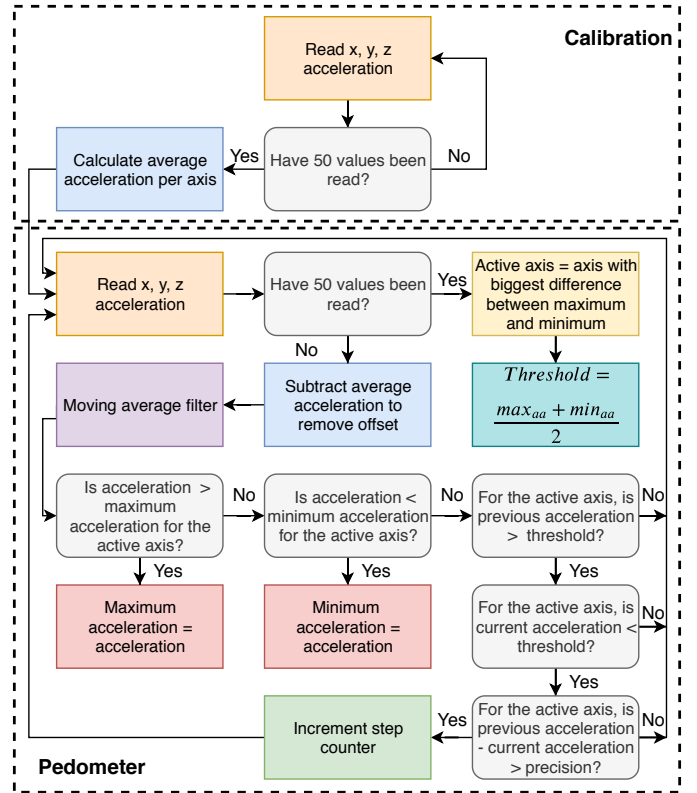 Calibration
Read x, y, z
acceleration
Calculate average
acceleration per axis
Yes
Have 50 values been
read?
No
Read x, y, z
acceleration
Have 50 values been
read?
Yes
Active axis = axis with
biggest difference
between maximum
and minimum
No
Moving average filter
Subtract average
acceleration to
remove offset
Threshold =
max_aa + min_aa
2
Is acceleration >
maximum
acceleration for the
active axis?
No
Is acceleration <
minimum acceleration
for the active axis?
No
For the active axis, is
previous acceleration
> threshold?
No
Yes
Yes
Yes
Maximum
acceleration =
acceleration
Minimum
acceleration =
acceleration
For the active axis, is
current acceleration <
threshold?
No
Yes
Increment step
counter
Yes
For the active axis, is
previous acceleration
- current acceleration
> precision?
No
Pedometer